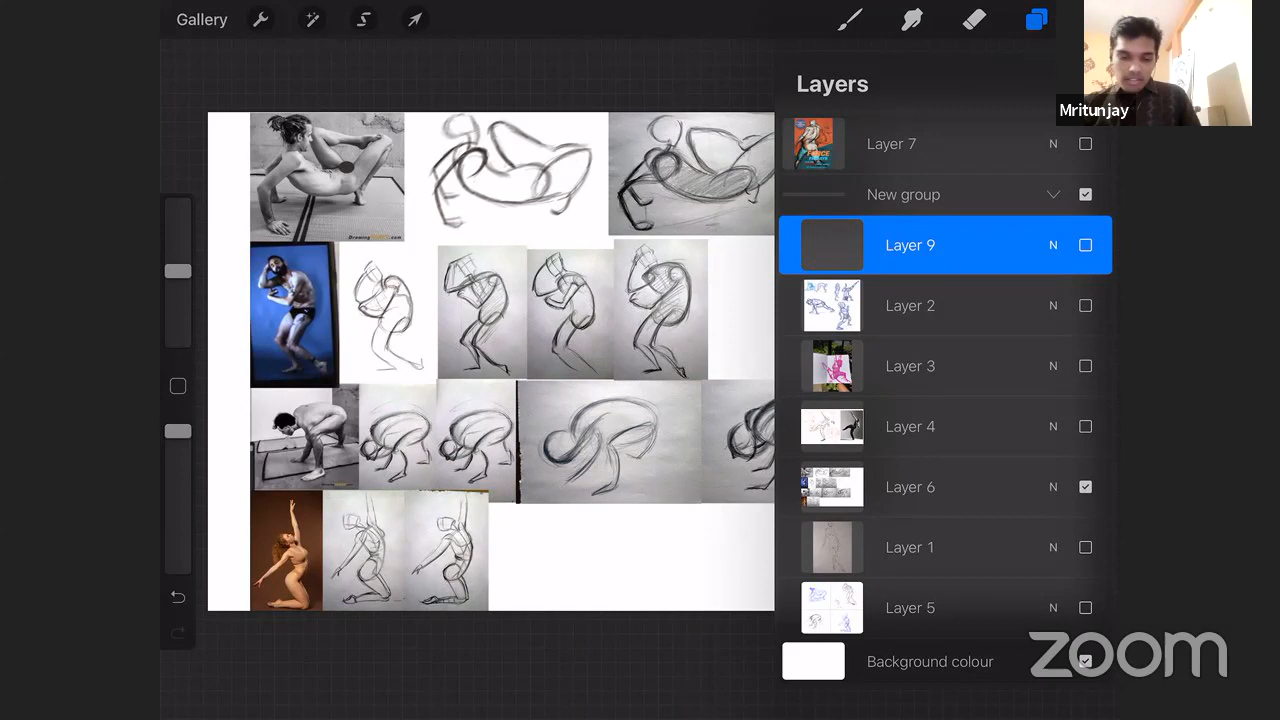 Gallery
Layers
Mritunjay
Layer 7 N
New group
Layer 9 N
Layer 2 N
Layer 3 N
Layer 4 N
Layer 6 N
Layer 1 N
Layer 5 N
Background colour
zoom